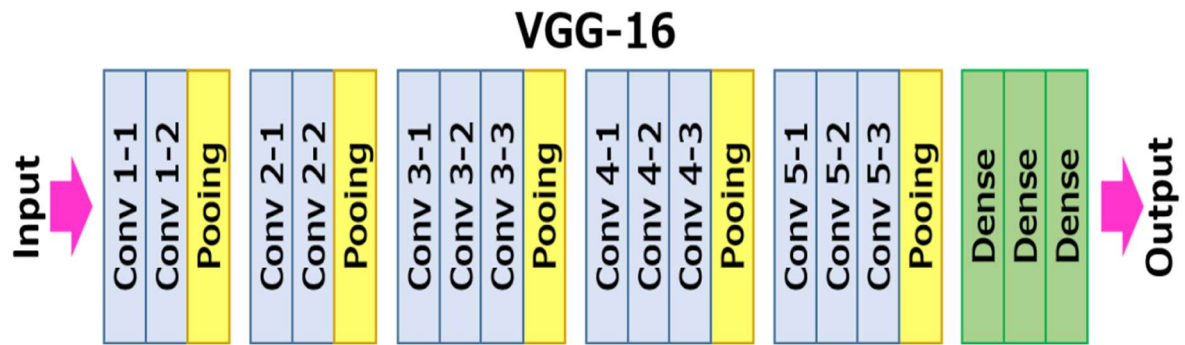 VGG-16
Input
Conv 1-1
Conv 1-2
Pooing
Conv 2-1
Conv 2-2
Pooing
Conv 3-1
Conv 3-2
Conv 3-3
Pooing
Conv 4-1
Conv 4-2
Conv 4-3
Pooing
Conv 5-1
Conv 5-2
Conv 5-3
Pooing
Dense
Dense
Dense
Output